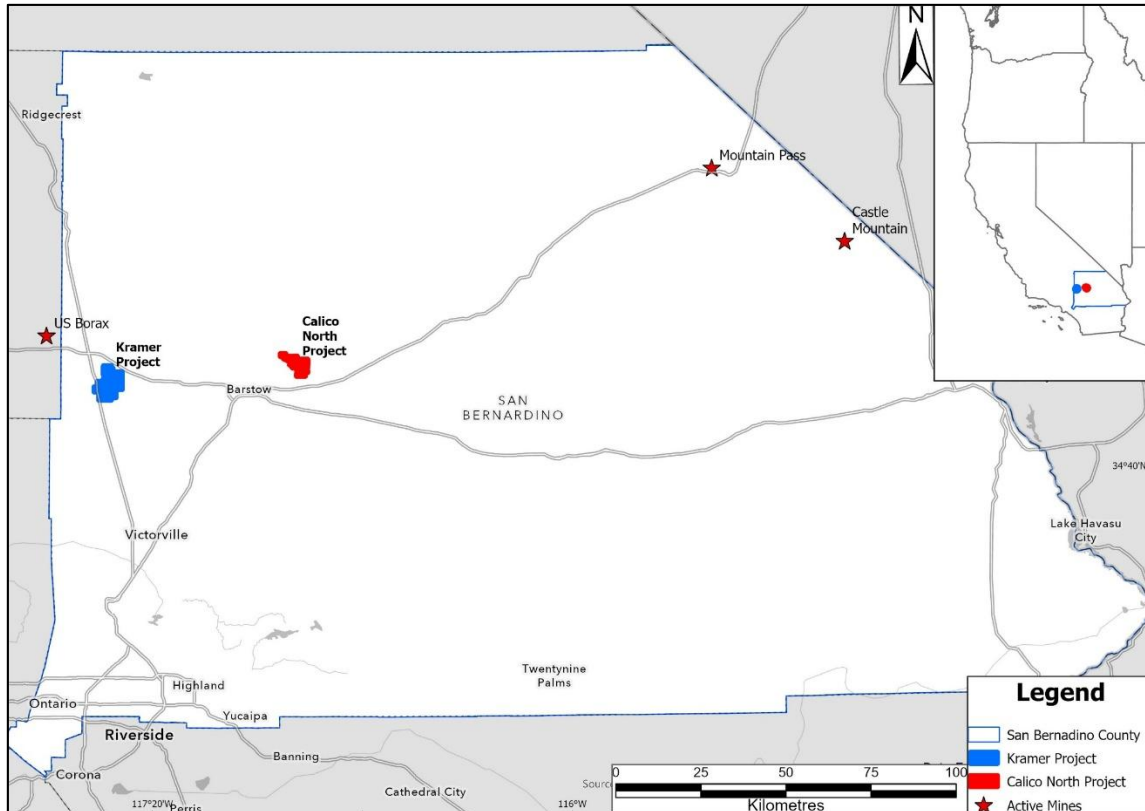 N
Ridgecrest
Mountain Pass
Castle
Mountain
US Borax
Kramer
Project
Calico
North
Project
Barstow
SAN
BERNARDINO
34°40'N
Victorville
Lake Havasu
City
Twentynine
Palms
Highland
Ontario
Yucaipa
Riverside
Banning
Corona
117°20'W
Perris
Cathedral City
116°W
Source
0 25 50 75 100
Kilometres
Legend
San Bernadino County
Kramer Project
Calico North Project
Active Mines